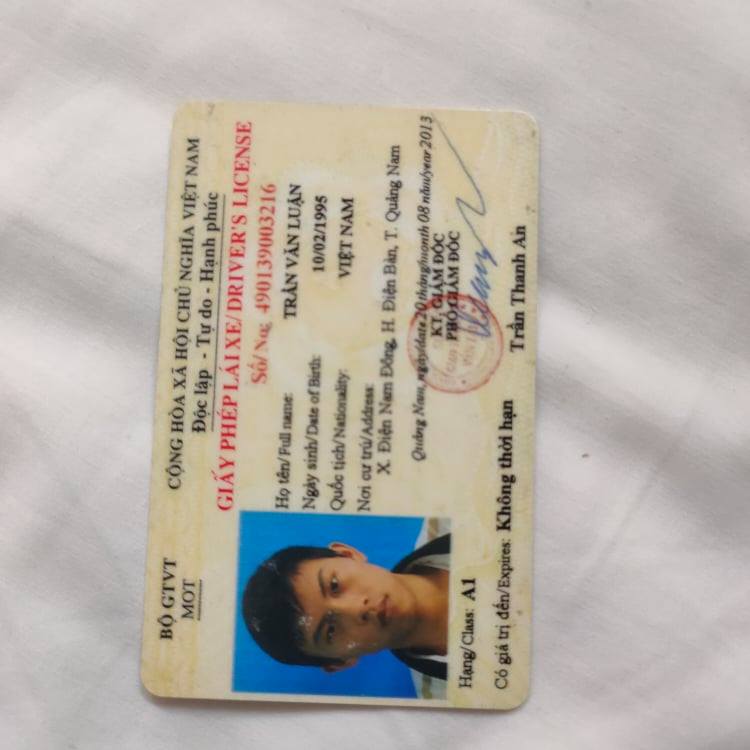 BỘ GTVT
MOT
CỘNG HÒA XÃ HỘI CHỦ NGHĨA VIỆT NAM
Độc lập - Tự do - Hạnh phúc
GIẤY PHÉP LÁI XE/DRIVER'S LICENSE
Số/No: 490139003216
Họ tên/Full name: TRẦN VĂN LUẬN
Ngày sinh/Date of Birth: 10/02/1995
Quốc tịch/Nationality: VIỆT NAM
Nơi cư trú/Address:
X. Điện Nam Đông, H. Điện Bàn, T. Quảng Nam
Quảng Nam, ngày/date 20 tháng/month 08 năm/year 2013
KT. GIÁM ĐỐC
PHÓ GIÁM ĐỐC
Hạng/Class: A1
Có giá trị đến/Expires: Không thời hạn
Trần Thanh An